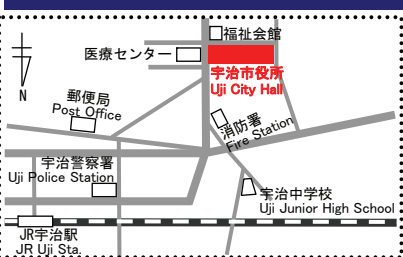 福祉会館
医療センター
宇治市役所
Uji City Hall
N
郵便局
Post Office
消防署
Fire Station
宇治警察署
Uji Police Station
宇治中学校
Uji Junior High School
JR宇治駅
JR Uji Sta.